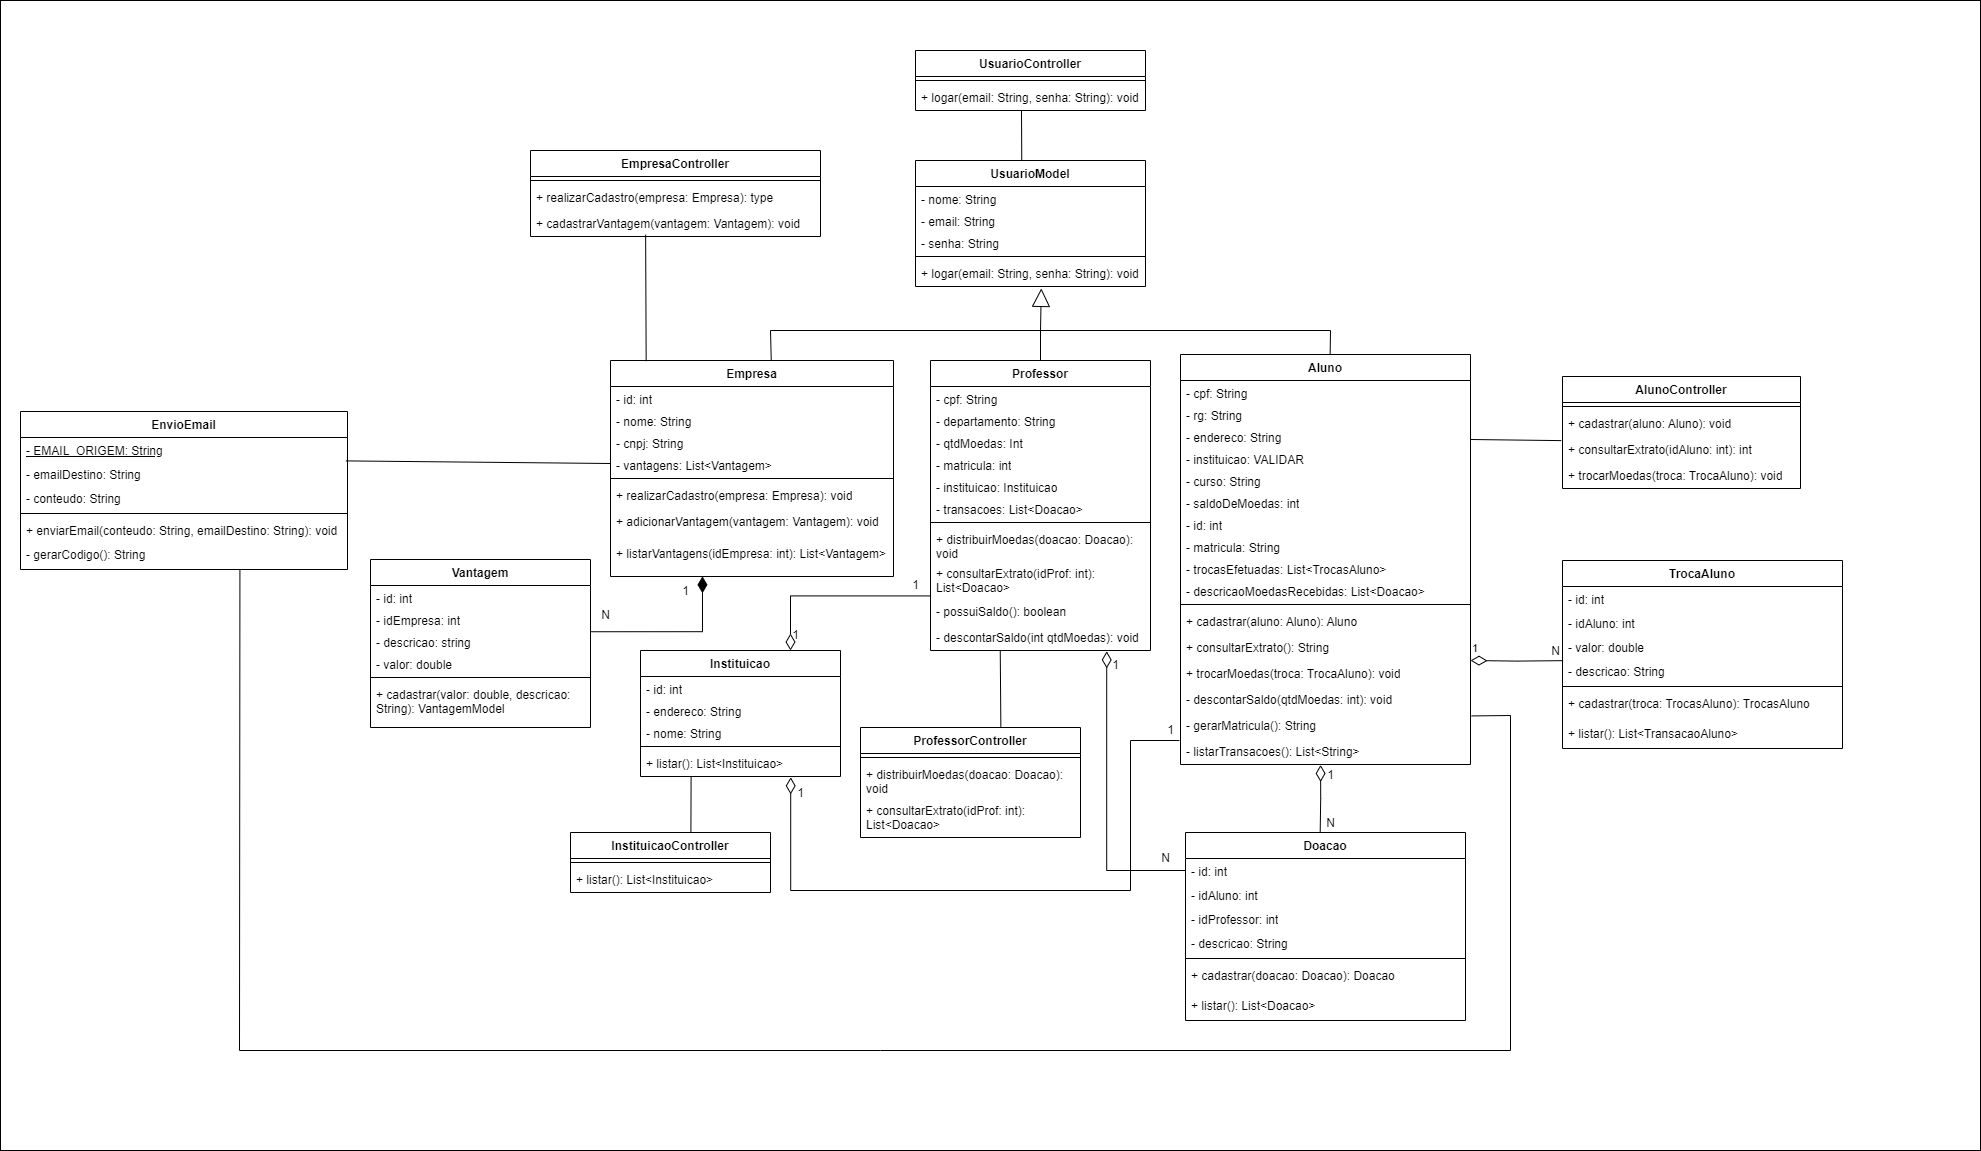 UsuarioController
+ logar(email: String, senha: String): void
EmpresaController
+ realizarCadastro(empresa: Empresa): type
+ cadastrarVantagem(vantagem: Vantagem): void
UsuarioModel
- nome: String
- email: String
- senha: String
+ logar(email: String, senha: String): void
EnvioEmail
- EMAIL_ORIGEM: String
- emailDestino: String
- conteudo: String
+ enviarEmail(conteudo: String, emailDestino: String): void
- gerarCodigo(): String
Empresa
- id: int
- nome: String
- cnpj: String
- vantagens: List<Vantagem>
+ realizarCadastro(empresa: Empresa): void
+ adicionarVantagem(vantagem: Vantagem): void
+ listarVantagens(idEmpresa: int): List<Vantagem>
1
N
Professor
- cpf: String
- departamento: String
- qtdMoedas: Int
- matricula: int
- instituicao: Instituicao
- transacoes: List<Doacao>
+ distribuirMoedas(doacao: Doacao):
void
+ consultarExtrato(idProf: int):
List<Doacao>
- possuiSaldo(): boolean
- descontarSaldo(int qtdMoedas): void
1
1
1
Aluno
- cpf: String
- rg: String
- endereco: String
- instituicao: VALIDAR
- curso: String
- saldoDeMoedas: int
- id: int
- matricula: String
- trocasEfetuadas: List<TrocasAluno>
- descricaoMoedasRecebidas: List<Doacao>
+ cadastrar(aluno: Aluno): Aluno
+ consultarExtrato(): String
+ trocarMoedas(troca: TrocaAluno): void
- descontarSaldo(qtdMoedas: int): void
- gerarMatricula(): String
- listarTransacoes(): List<String>
1
1
1
N
AlunoController
+ cadastrar(aluno: Aluno): void
+ consultarExtrato(idAluno: int): int
+ trocarMoedas(troca: TrocaAluno): void
Vantagem
- id: int
- idEmpresa: int
- descricao: string
- valor: double
+ cadastrar(valor: double, descricao:
String): VantagemModel
TrocaAluno
- id: int
- idAluno: int
- valor: double
- descricao: String
+ cadastrar(troca: TrocasAluno): TrocasAluno
+ listar(): List<TransacaoAluno>
Instituicao
- id: int
- endereco: String
- nome: String
+ listar(): List<Instituicao>
1
ProfessorController
+ distribuirMoedas(doacao: Doacao):
void
+ consultarExtrato(idProf: int):
List<Doacao>
InstituicaoController
+ listar(): List<Instituicao>
N
N
Doacao
- id: int
- idAluno: int
- idProfessor: int
- descricao: String
+ cadastrar(doacao: Doacao): Doacao
+ listar(): List<Doacao>